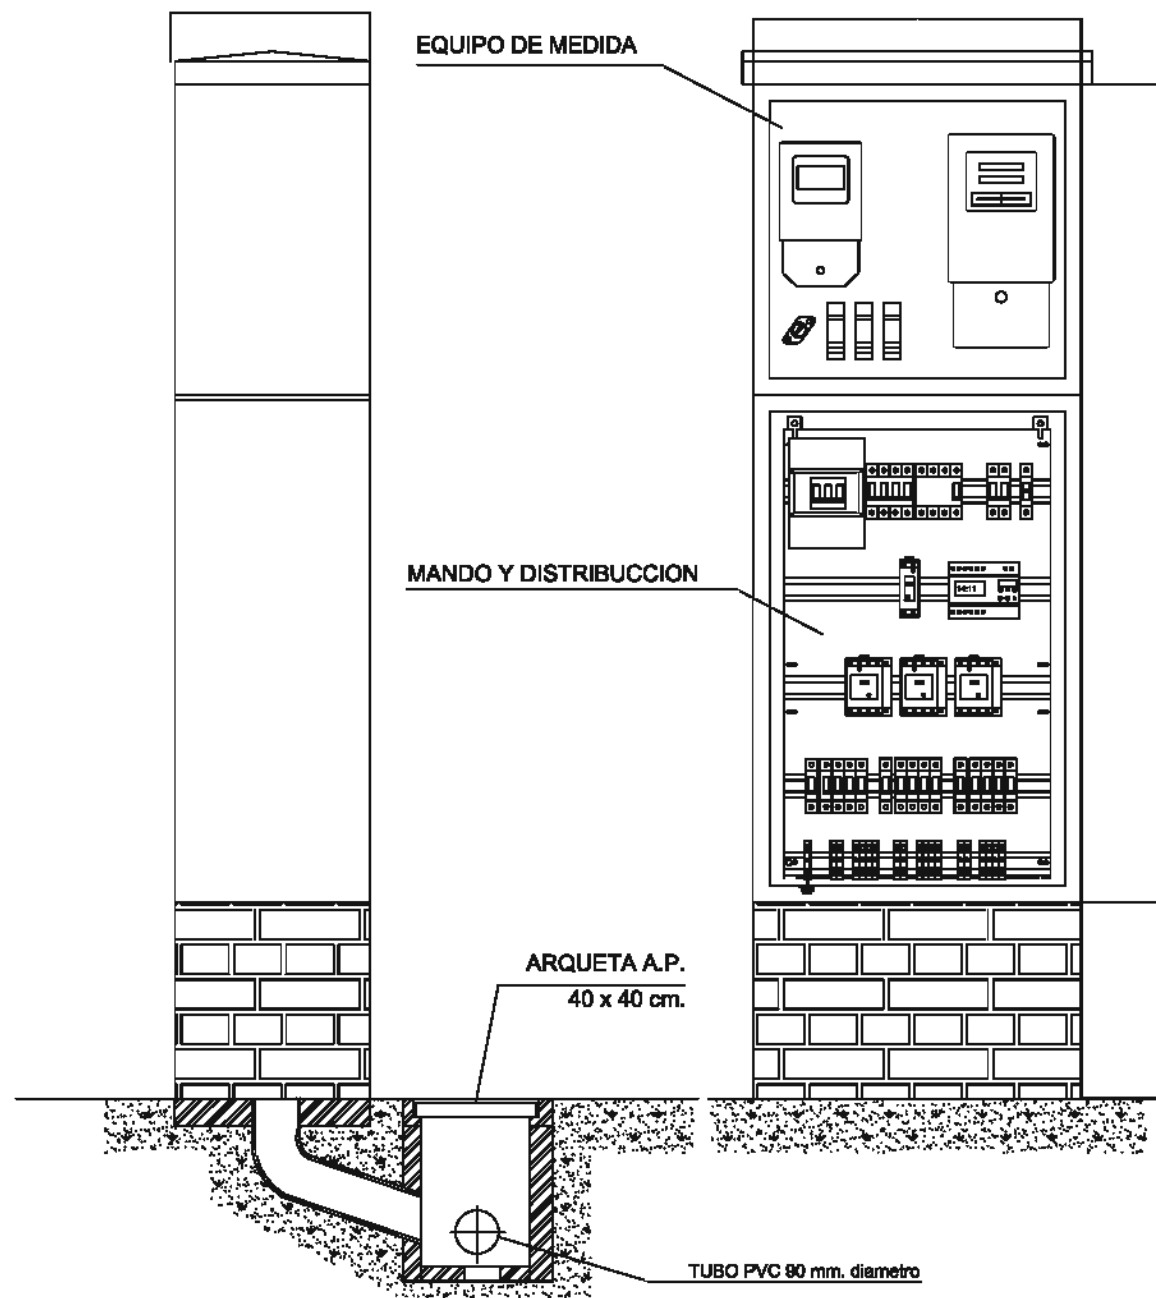 EQUIPO DE MEDIDA
MANDO Y DISTRIBUCCION
ARQUETA A.P.
40 x 40 cm.
TUBO PVC 90 mm. diametro